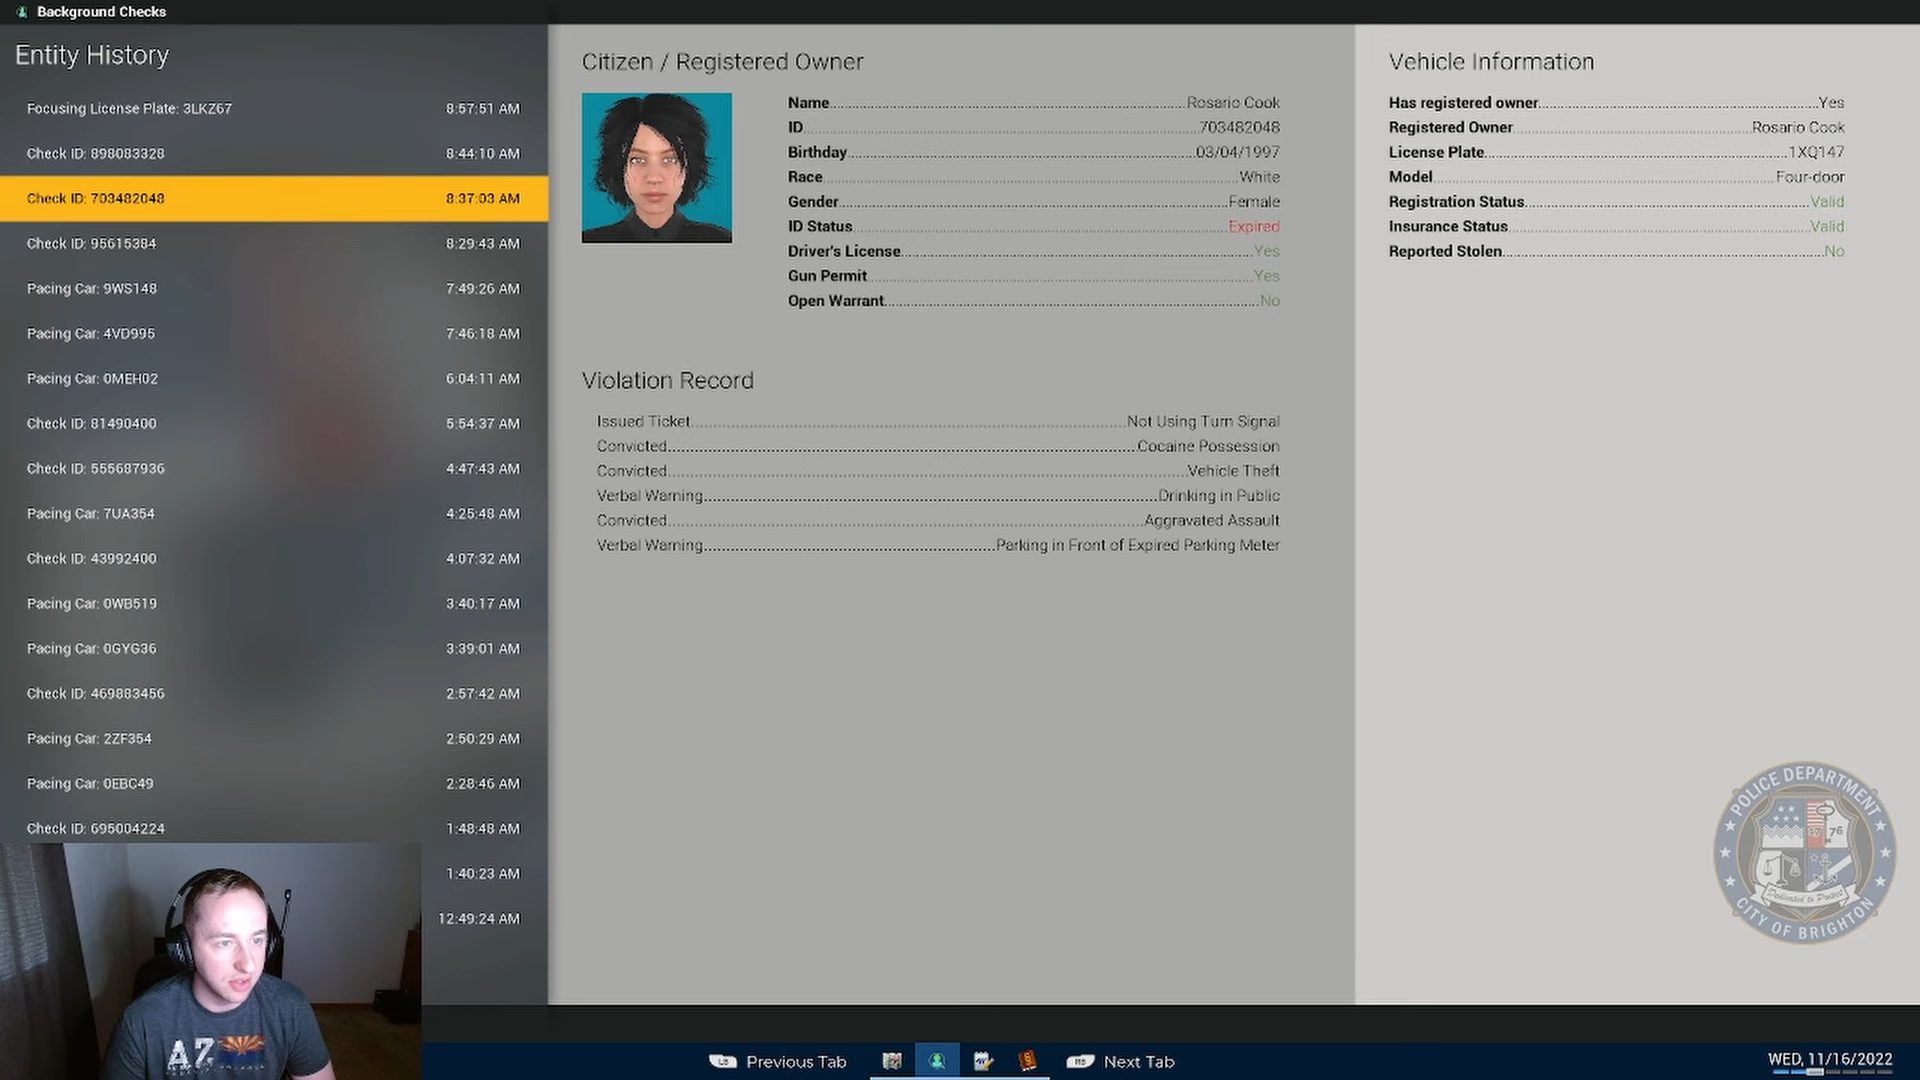 Background Checks
Entity History
Focusing License Plate: 3LKZ67 8:57:51 AM
Check ID: 898083328 8:44:10 AM
Check ID: 703482048 8:37:03 AM
Check ID: 95615384 8:29:43 AM
Pacing Car: 9WS148 7:49:26 AM
Pacing Car: 4VD995 7:46:18 AM
Pacing Car: 0MEH02 6:04:11 AM
Check ID: 81490400 5:54:37 AM
Check ID: 555687936 4:47:43 AM
Pacing Car: 7UA354 4:25:48 AM
Check ID: 43992400 4:07:32 AM
Pacing Car: 0WB519 3:40:17 AM
Pacing Car: 0GYG36 3:39:01 AM
Check ID: 469883456 2:57:42 AM
Pacing Car: 2ZF354 2:50:29 AM
Pacing Car: 0EBC49 2:28:46 AM
Check ID: 695004224 1:48:48 AM
1:40:23 AM
12:49:24 AM
AZ
Citizen / Registered Owner
Name Rosario Cook
ID 703482048
Birthday 03/04/1997
Race White
Gender Female
ID Status Expired
Driver's License Yes
Gun Permit Yes
Open Warrant No
Violation Record
Issued Ticket Not Using Turn Signal
Convicted Cocaine Possession
Convicted Vehicle Theft
Verbal Warning Drinking in Public
Convicted Aggravated Assault
Verbal Warning Parking in Front of Expired Parking Meter
Vehicle Information
Has registered owner Yes
Registered Owner Rosario Cook
License Plate 1XQ147
Model Four-door
Registration Status Valid
Insurance Status Valid
Reported Stolen No
POLICE DEPARTMENT
1776
Dedicated to Protect
CITY OF BRIGHTON
LB Previous Tab
RB Next Tab
WED, 11/16/2022